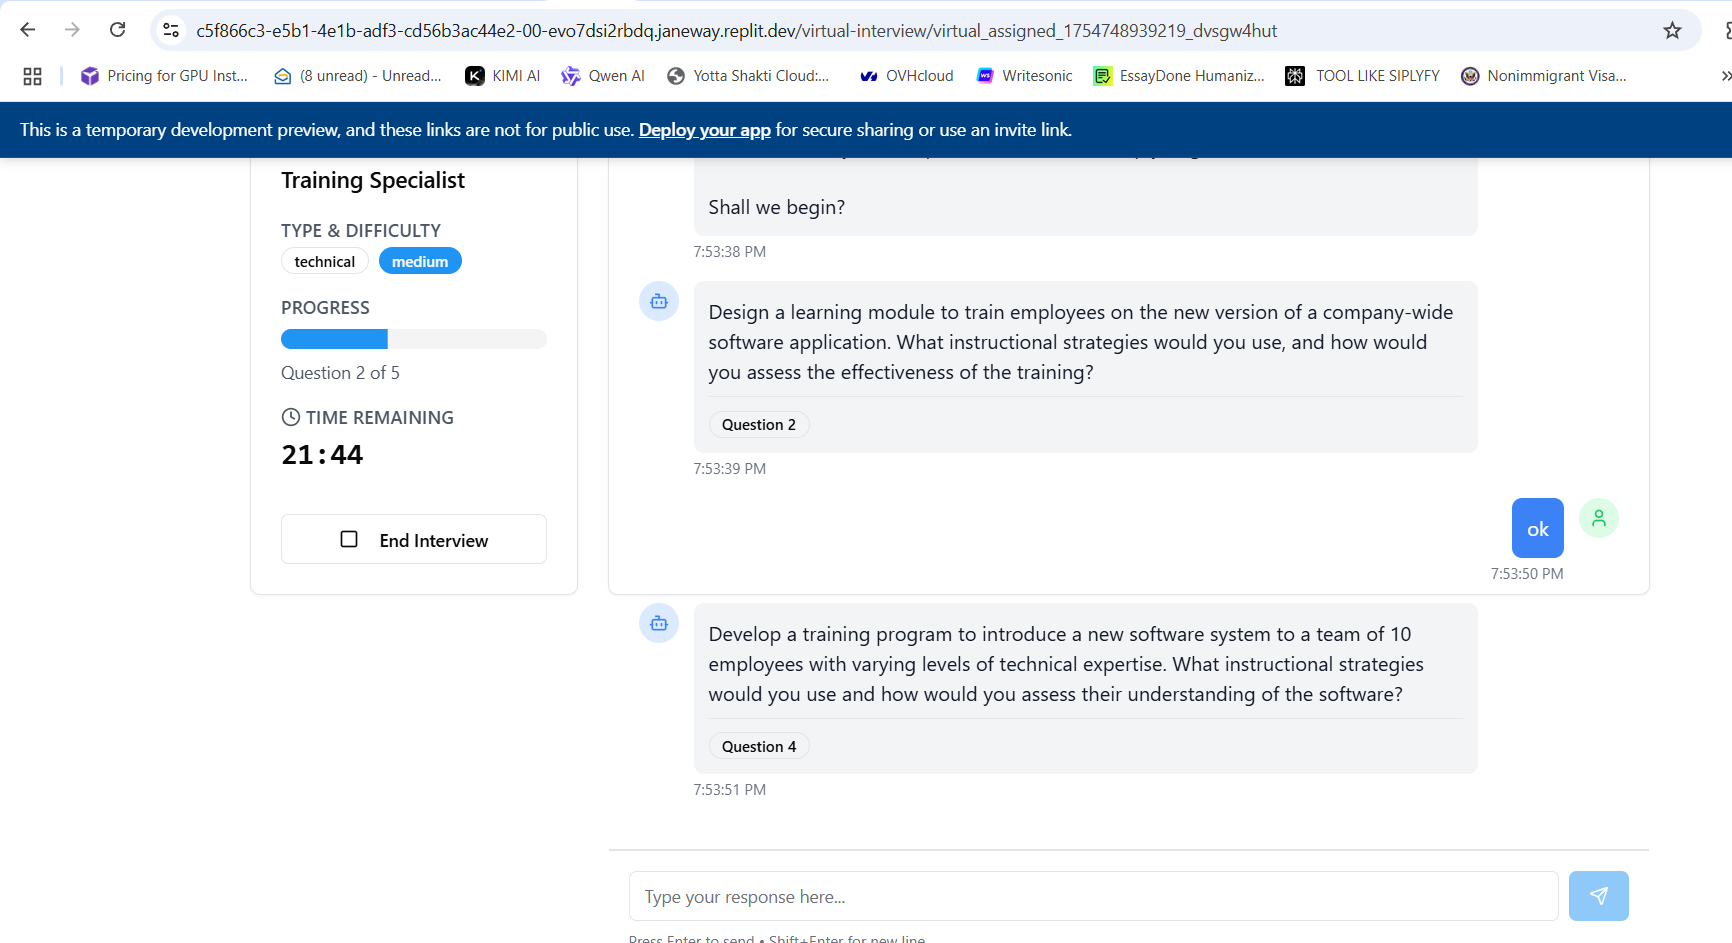 c5f866c3-e5b1-4e1b-adf3-cd56b3ac44e2-00-evo7dsi2rbdq.janeway.replit.dev/virtual-interview/virtual_assigned_1754748939219_dvsgw4hut
Pricing for GPU Inst... (8 unread) - Unread... KIMI AI Qwen AI Yotta Shakti Cloud:... OVHcloud Writesonic EssayDone Humaniz... TOOL LIKE SIPLYFY Nonimmigrant Visa...
This is a temporary development preview, and these links are not for public use. Deploy your app for secure sharing or use an invite link.
Training Specialist
TYPE & DIFFICULTY
technical medium
PROGRESS
Question 2 of 5
TIME REMAINING
21:44
End Interview
Shall we begin?
7:53:38 PM
Design a learning module to train employees on the new version of a company-wide
software application. What instructional strategies would you use, and how would
you assess the effectiveness of the training?
Question 2
7:53:39 PM
ok
7:53:50 PM
Develop a training program to introduce a new software system to a team of 10
employees with varying levels of technical expertise. What instructional strategies
would you use and how would you assess their understanding of the software?
Question 4
7:53:51 PM
Type your response here...
Press Enter to send • Shift+Enter for new line